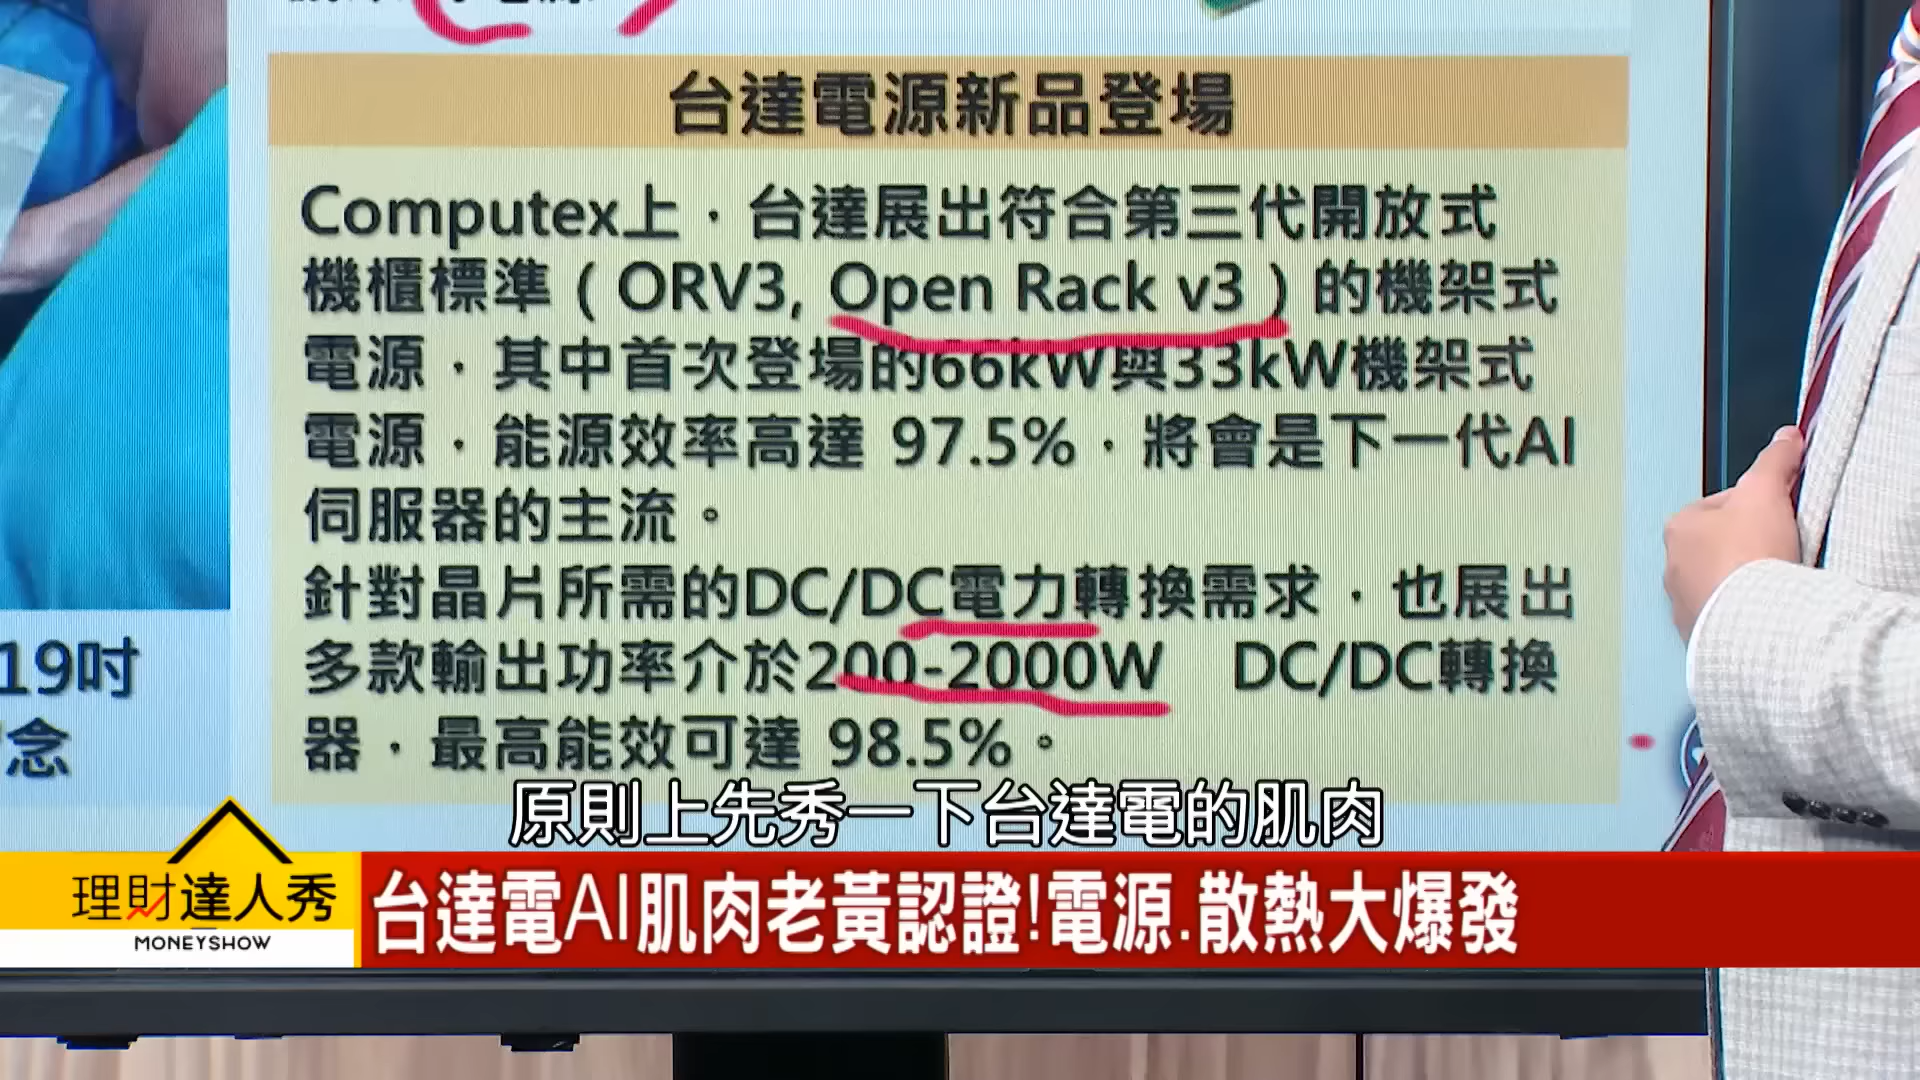 台達電源新品登場
Computex上，台達展出符合第三代開放式
機櫃標準（ORV3, Open Rack v3）的機架式
電源，其中首次登場的66kW與33kW機架式
電源，能源效率高達 97.5%，將會是下一代AI
伺服器的主流。
針對晶片所需的DC/DC電力轉換需求，也展出
多款輸出功率介於200-2000W DC/DC轉換
器，最高能效可達 98.5%。
19吋
念
原則上先秀一下台達電的肌肉
理財達人秀
MONEYSHOW
台達電AI肌肉老黃認證!電源.散熱大爆發